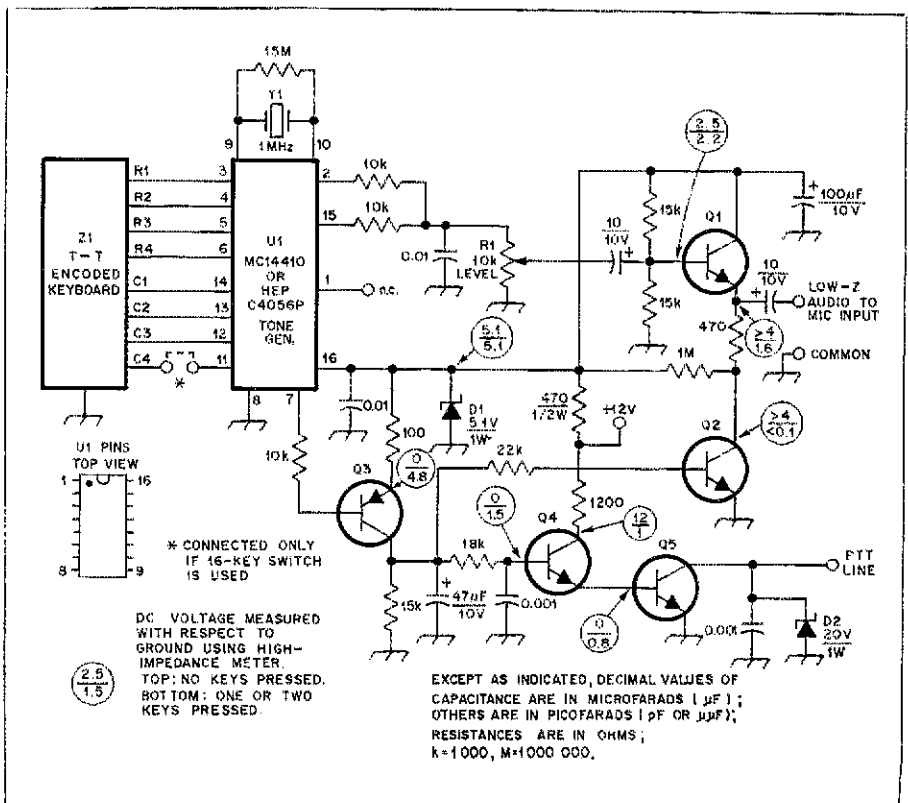 15M
Y1
1MHz
9
10
R1
3
R2
4
R3
5
R4
6
C1
14
C2
13
C3
12
C4
11
*
Z1
T-T
ENCODED
KEYBOARD
U1
MC14410
OR
HEP
C4056P
TONE
GEN.
2
10k
15
10k
1
n.c.
16
8
7
0.01
R1
10k
LEVEL
10
10V
+
15k
15k
2.5
2.2
Q1
+
100µF
10V
10
10V
+
LOW-Z
AUDIO TO
MIC INPUT
≥4
1.6
470
COMMON
5.1
5.1
1M
0.01
100
D1
5.1V
1W
470
1/2W
+12V
Q2
>4
<0.1
10k
Q3
0
4.8
22k
1200
0
1.5
Q4
12
1
Q5
PTT
LINE
18k
15k
+
47µF
10V
0.001
0
0.8
0.001
D2
20V
1W
U1 PINS
TOP VIEW
1
16
8
9
* CONNECTED ONLY
IF 16-KEY SWITCH
IS USED
2.5
1.5
DC VOLTAGE MEASURED
WITH RESPECT TO
GROUND USING HIGH-
IMPEDANCE METER.
TOP: NO KEYS PRESSED.
BOTTOM: ONE OR TWO
KEYS PRESSED.
EXCEPT AS INDICATED, DECIMAL VALUES OF
CAPACITANCE ARE IN MICROFARADS (µF);
OTHERS ARE IN PICOFARADS (pF OR µµF);
RESISTANCES ARE IN OHMS;
k=1000, M=1000 000.